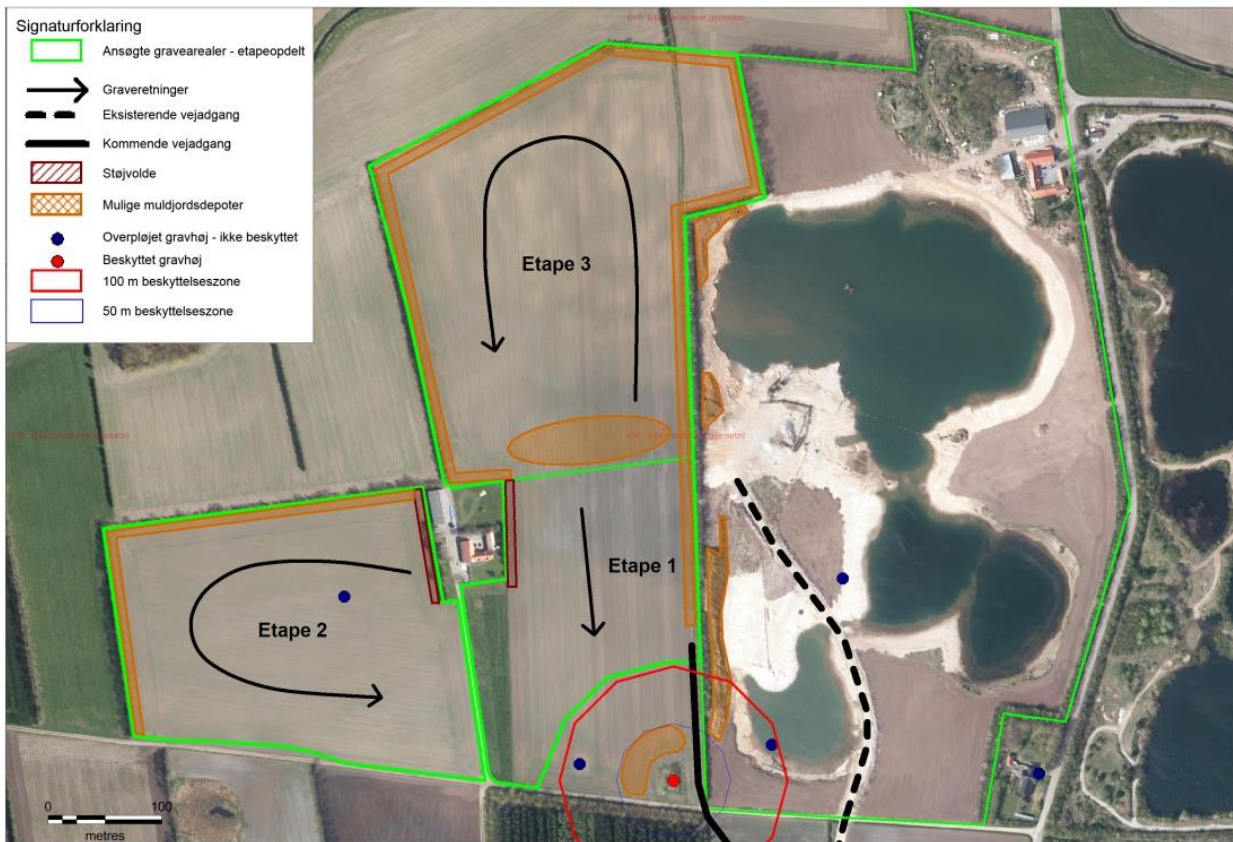 Signaturforklaring
Ansøgte gravearealer - etapeopdelt
Graveretninger
Eksisterende vejadgang
Kommende vejadgang
Støjvolde
Mulige muldjordsdepoter
Overpløjet gravhøj - ikke beskyttet
Beskyttet gravhøj
100 m beskyttelseszone
50 m beskyttelseszone
Etape 3
Etape 1
Etape 2
0 100
metres